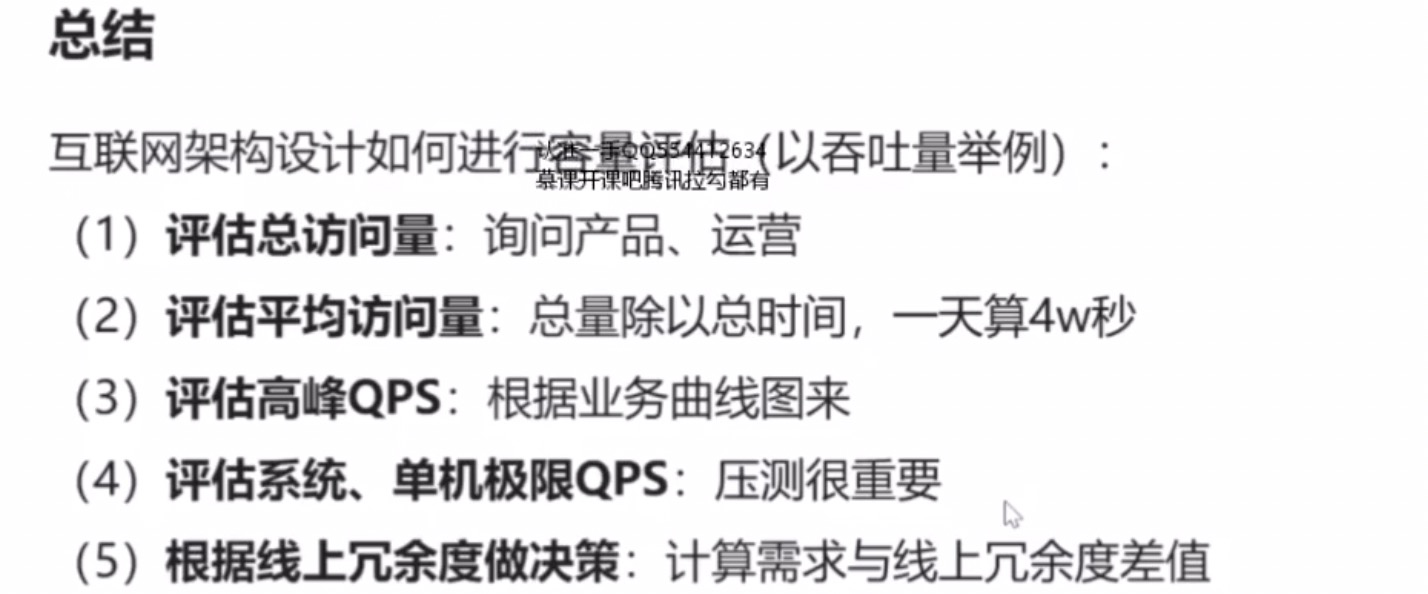 总结
互联网架构设计如何进行容量评估（以吞吐量举例）：
认准一手QQ554412634
慕课开课吧腾讯拉勾都有
（1）评估总访问量：询问产品、运营
（2）评估平均访问量：总量除以总时间，一天算4w秒
（3）评估高峰QPS：根据业务曲线图来
（4）评估系统、单机极限QPS：压测很重要
（5）根据线上冗余度做决策：计算需求与线上冗余度差值